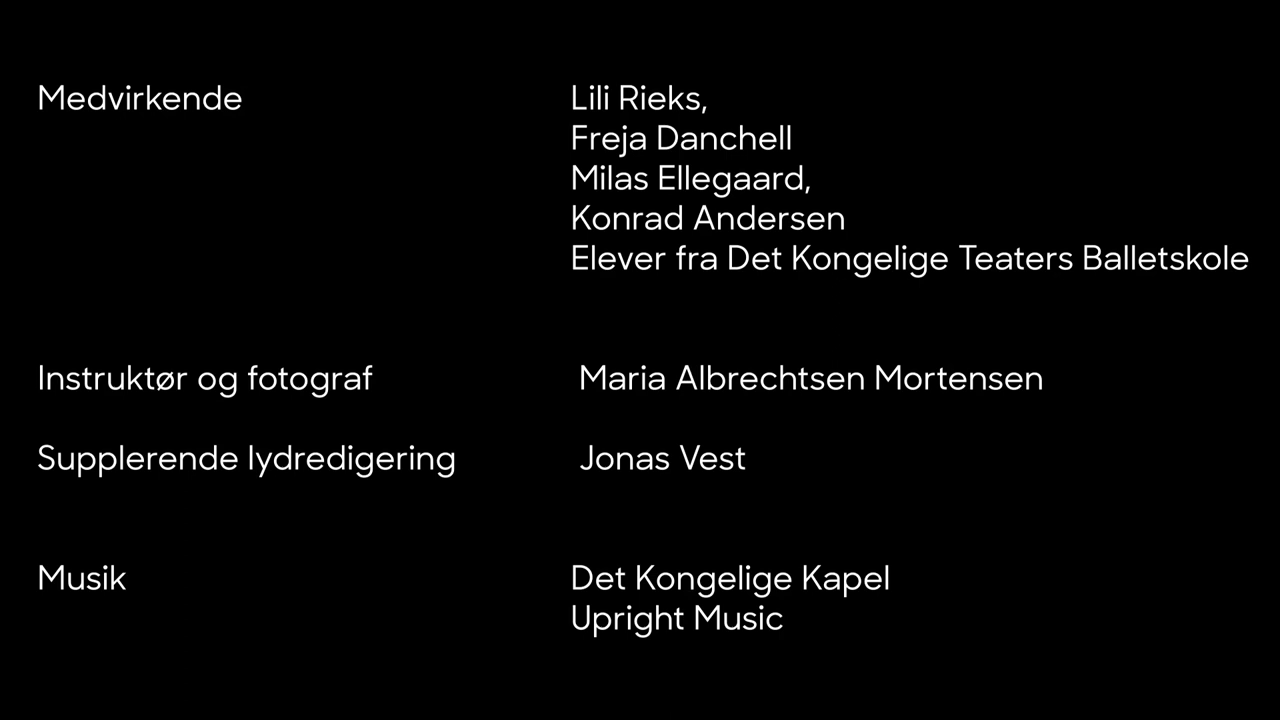 Medvirkende Lili Rieks,
Freja Danchell
Milas Ellegaard,
Konrad Andersen
Elever fra Det Kongelige Teaters Balletskole
Instruktør og fotograf Maria Albrechtsen Mortensen
Supplerende lydredigering Jonas Vest
Musik Det Kongelige Kapel
Upright Music